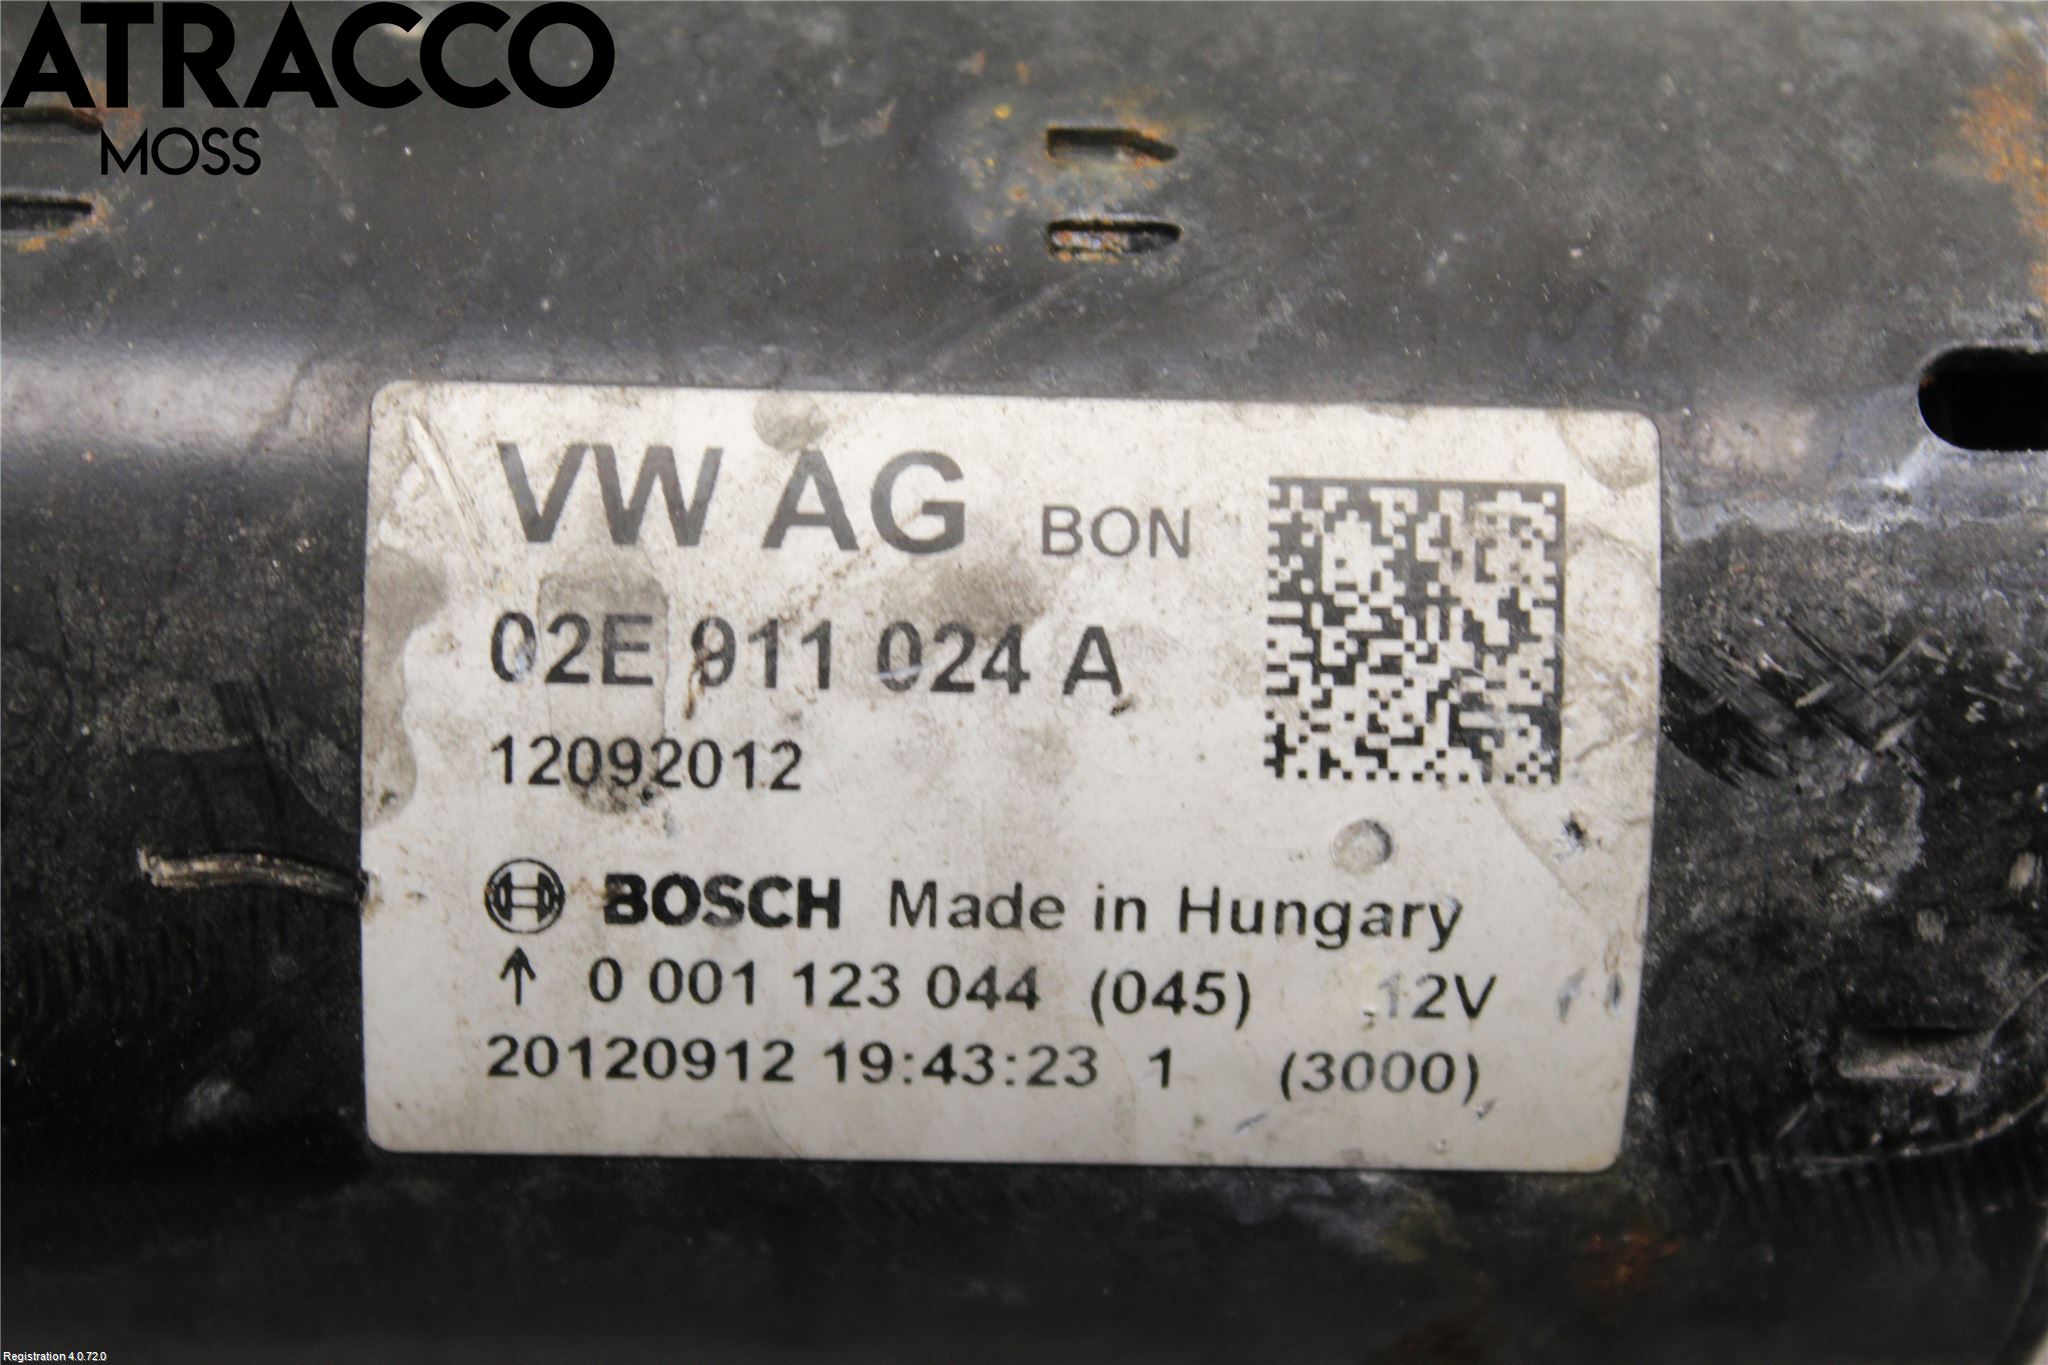 ATRACCO
MOSS
VW AG BON
02E 911 024 A
12092012
BOSCH Made in Hungary
↑ 0 001 123 044 (045) 12V
20120912 19:43:23 1 (3000)
Registration 4.0.72.0